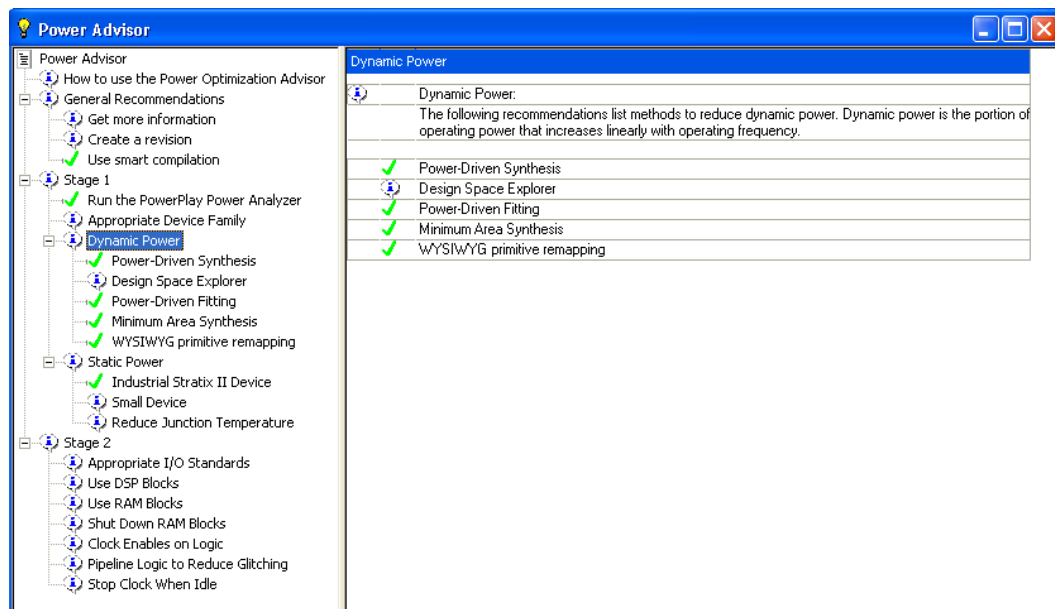 Power Advisor
Power Advisor
How to use the Power Optimization Advisor
General Recommendations
Get more information
Create a revision
Use smart compilation
Stage 1
Run the PowerPlay Power Analyzer
Appropriate Device Family
Dynamic Power
Power-Driven Synthesis
Design Space Explorer
Power-Driven Fitting
Minimum Area Synthesis
WYSIWYG primitive remapping
Static Power
Industrial Stratix II Device
Small Device
Reduce Junction Temperature
Stage 2
Appropriate I/O Standards
Use DSP Blocks
Use RAM Blocks
Shut Down RAM Blocks
Clock Enables on Logic
Pipeline Logic to Reduce Glitching
Stop Clock When Idle
Dynamic Power
Dynamic Power:
The following recommendations list methods to reduce dynamic power. Dynamic power is the portion of
operating power that increases linearly with operating frequency.
Power-Driven Synthesis
Design Space Explorer
Power-Driven Fitting
Minimum Area Synthesis
WYSIWYG primitive remapping